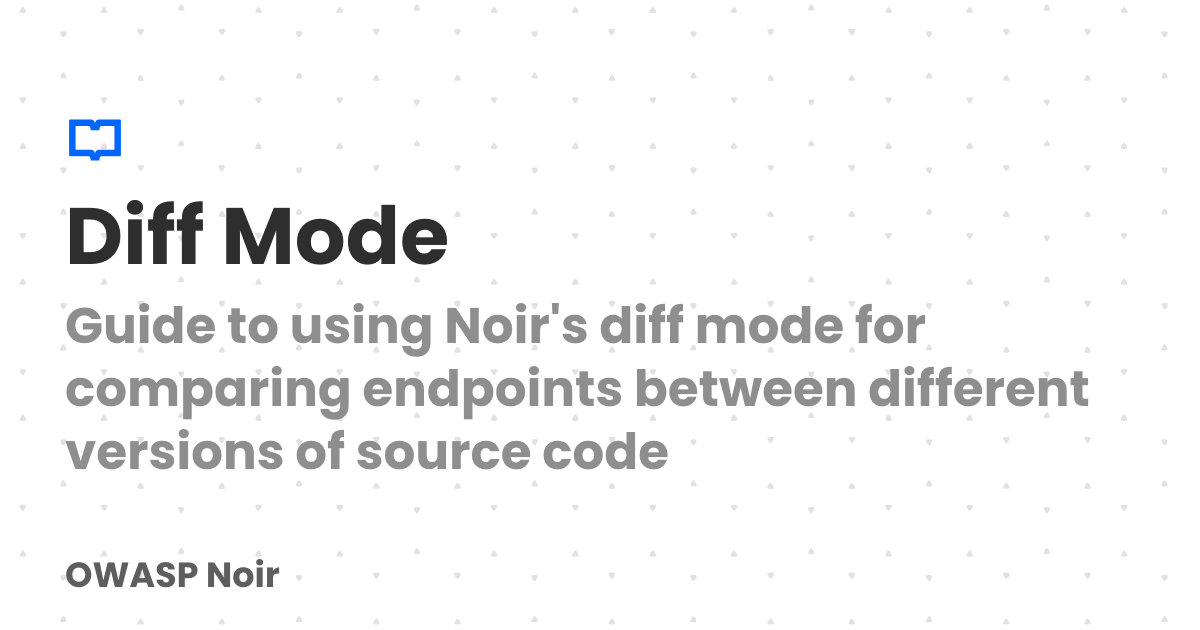 Diff Mode
Guide to using Noir's diff mode for
comparing endpoints between different
versions of source code
OWASP Noir